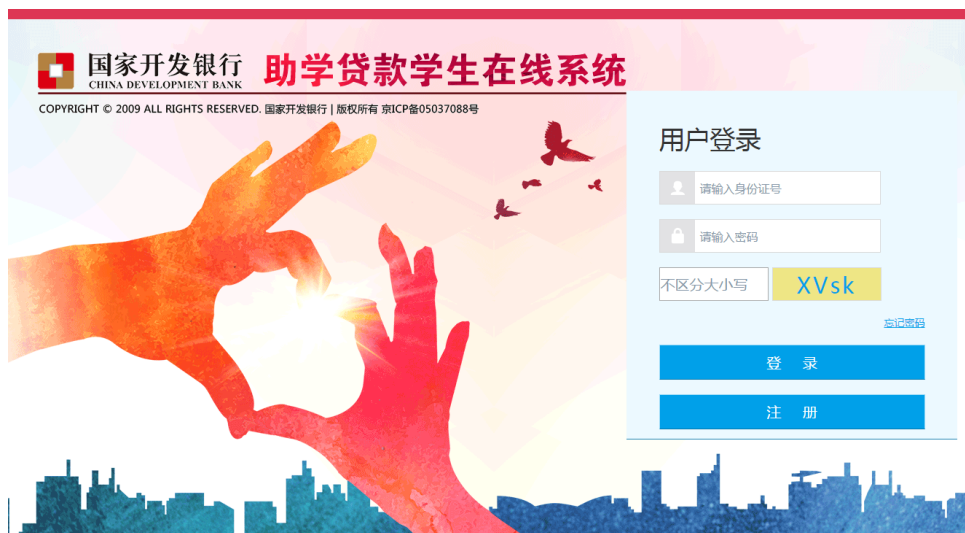 国家开发银行 助学贷款学生在线系统
CHINA DEVELOPMENT BANK
COPYRIGHT © 2009 ALL RIGHTS RESERVED. 国家开发银行 | 版权所有 京ICP备05037088号
用户登录
请输入身份证号
请输入密码
不区分大小写 XVsk
忘记密码
登 录
注 册